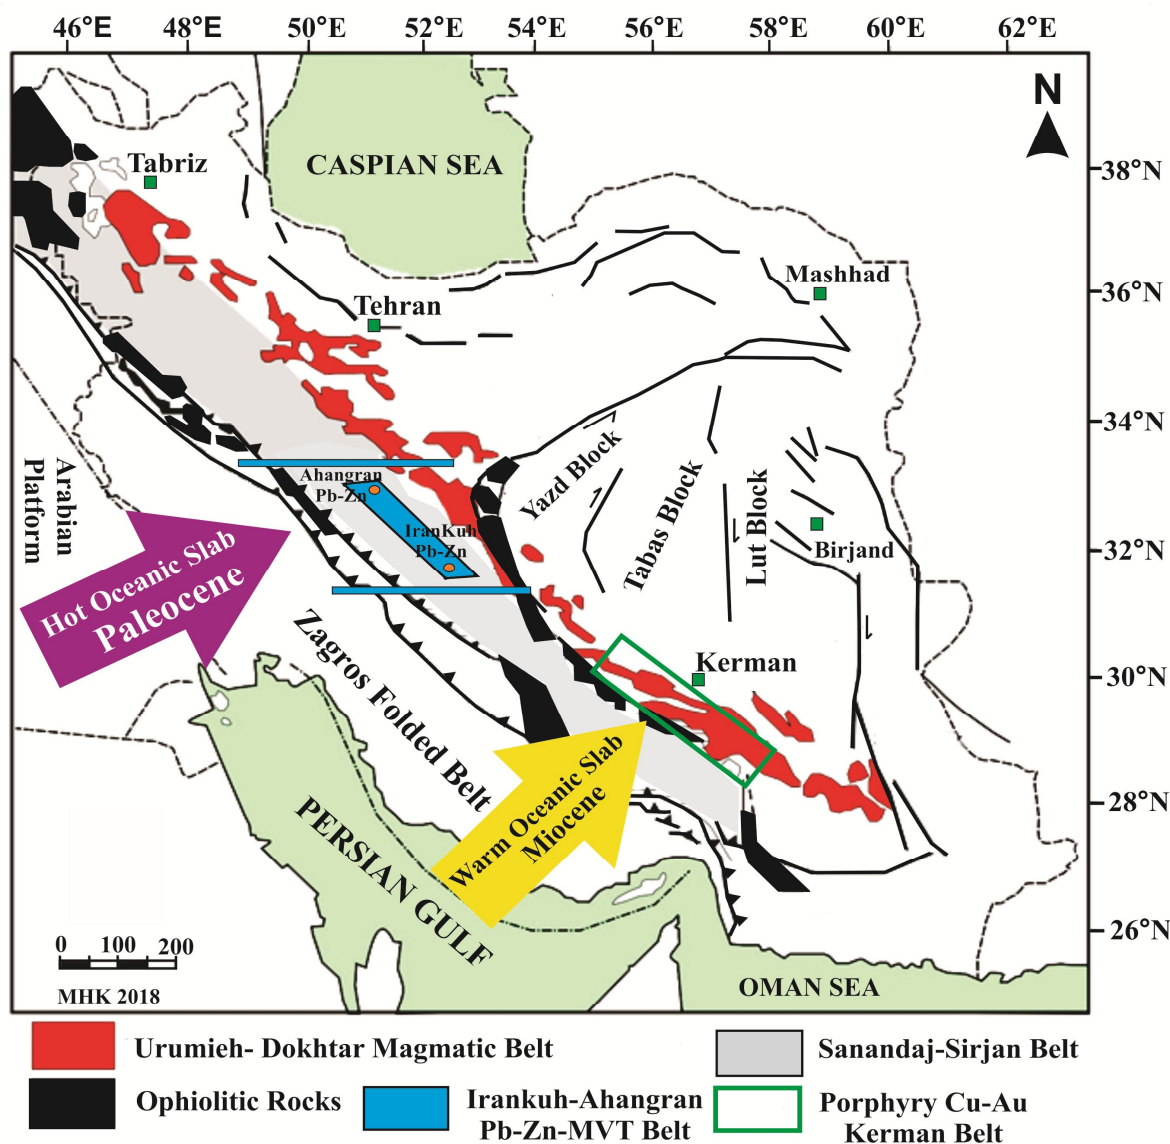 46°E 48°E 50°E 52°E 54°E 56°E 58°E 60°E 62°E
N
CASPIAN SEA
38°N
Tabriz
Mashhad
36°N
Tehran
34°N
Arabian
Platform
Ahangran
Pb-Zn
IranKuh
Pb-Zn
Yazd Block
Tabas Block
Lut Block
Birjand
32°N
Hot Oceanic Slab
Paleocene
Zagros Folded Belt
Kerman
30°N
Warm Oceanic Slab
Miocene
28°N
PERSIAN GULF
26°N
0 100 200
MHK 2018
OMAN SEA
Urumieh- Dokhtar Magmatic Belt
Sanandaj-Sirjan Belt
Ophiolitic Rocks
Irankuh-Ahangran
Pb-Zn-MVT Belt
Porphyry Cu-Au
Kerman Belt